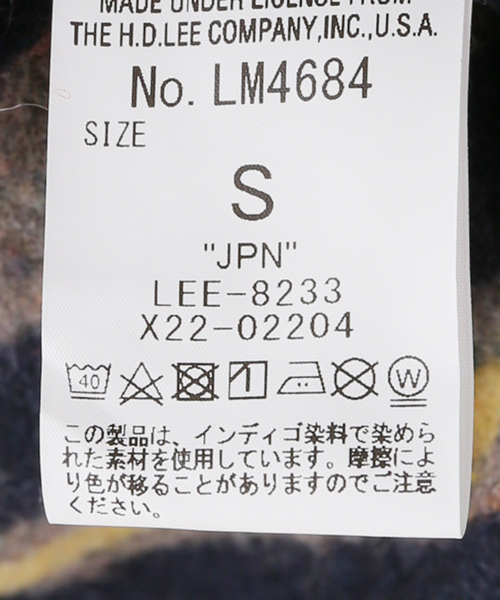 MADE UNDER LICENSE FROM
THE H.D.LEE COMPANY,INC.,U.S.A.
No. LM4684
SIZE
S
"JPN"
LEE-8233
X22-02204
40
W
この製品は、インディゴ染料で染めら
れた素材を使用しています。摩擦によ
り色が移ることがありますのでご注意
ください。